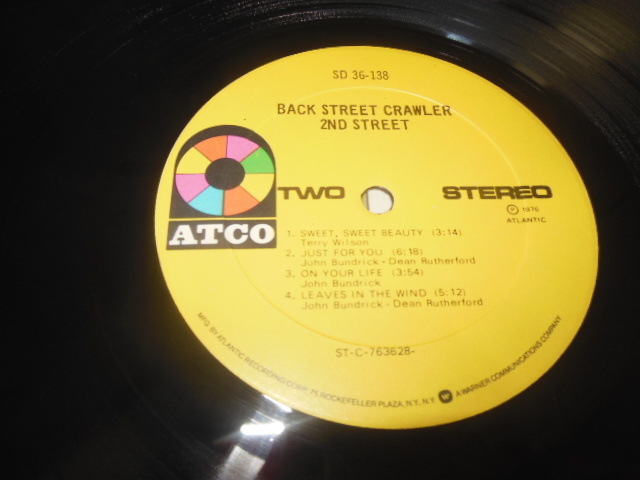 SD 36-138
BACK STREET CRAWLER
2ND STREET
ATCO
TWO
STEREO
Ⓟ 1976
ATLANTIC
1. SWEET, SWEET BEAUTY (3:14)
Terry Wilson
2. JUST FOR YOU (6:18)
John Bundrick - Dean Rutherford
3. ON YOUR LIFE (3:54)
John Bundrick
4. LEAVES IN THE WIND (5:12)
John Bundrick - Dean Rutherford
ST-C-763628-
MFG. BY ATLANTIC RECORDING CORP. 75 ROCKEFELLER PLAZA, N.Y., N.Y. A WARNER COMMUNICATIONS COMPANY